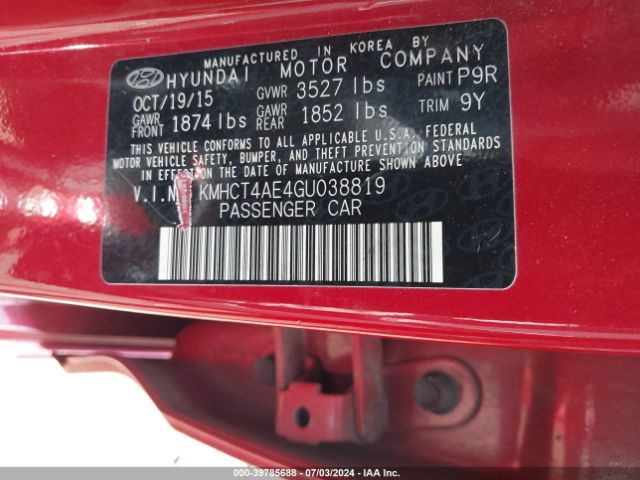 MANUFACTURED IN KOREA BY
HYUNDAI MOTOR COMPANY
OCT/19/15 GVWR 3527 lbs PAINT P9R
GAWR FRONT 1874 lbs GAWR REAR 1852 lbs TRIM 9Y
THIS VEHICLE CONFORMS TO ALL APPLICABLE U.S.A. FEDERAL
MOTOR VEHICLE SAFETY, BUMPER, AND THEFT PREVENTION STANDARDS
IN EFFECT ON THE DATE OF MANUFACTURE SHOWN ABOVE
V.I.N KMHCT4AE4GU038819
PASSENGER CAR
000-39785688 - 07/03/2024 - IAA Inc.